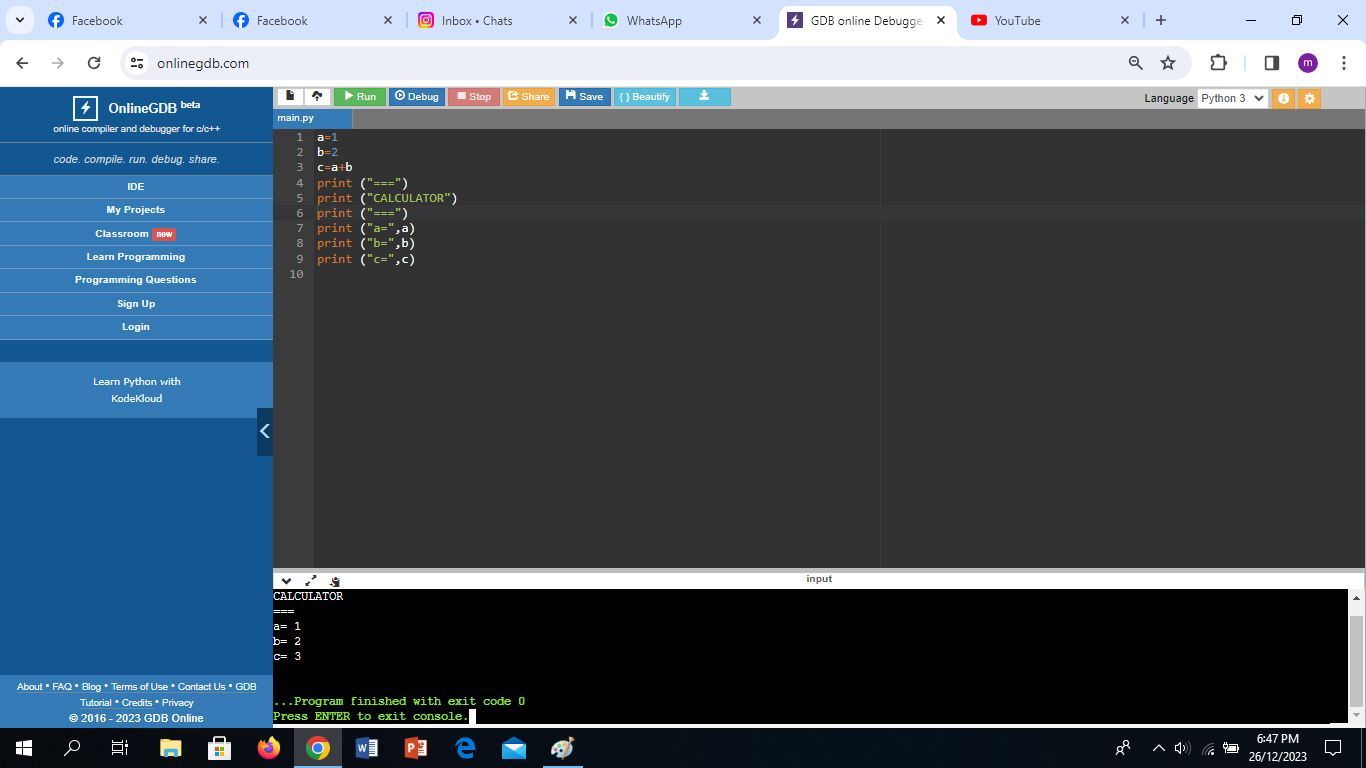 Facebook
Facebook
Inbox • Chats
WhatsApp
GDB online Debugge
YouTube
onlinegdb.com
m
OnlineGDB beta
online compiler and debugger for c/c++
code. compile. run. debug. share.
IDE
My Projects
Classroom new
Learn Programming
Programming Questions
Sign Up
Login
Learn Python with
KodeKloud
About • FAQ • Blog • Terms of Use • Contact Us • GDB
Tutorial • Credits • Privacy
© 2016 - 2023 GDB Online
Run Debug Stop Share Save { } Beautify
Language Python 3
main.py
1 a=1
2 b=2
3 c=a+b
4 print ("===")
5 print ("CALCULATOR")
6 print ("===")
7 print ("a=",a)
8 print ("b=",b)
9 print ("c=",c)
10
input
CALCULATOR
===
a= 1
b= 2
c= 3
...Program finished with exit code 0
Press ENTER to exit console.
6:47 PM
26/12/2023